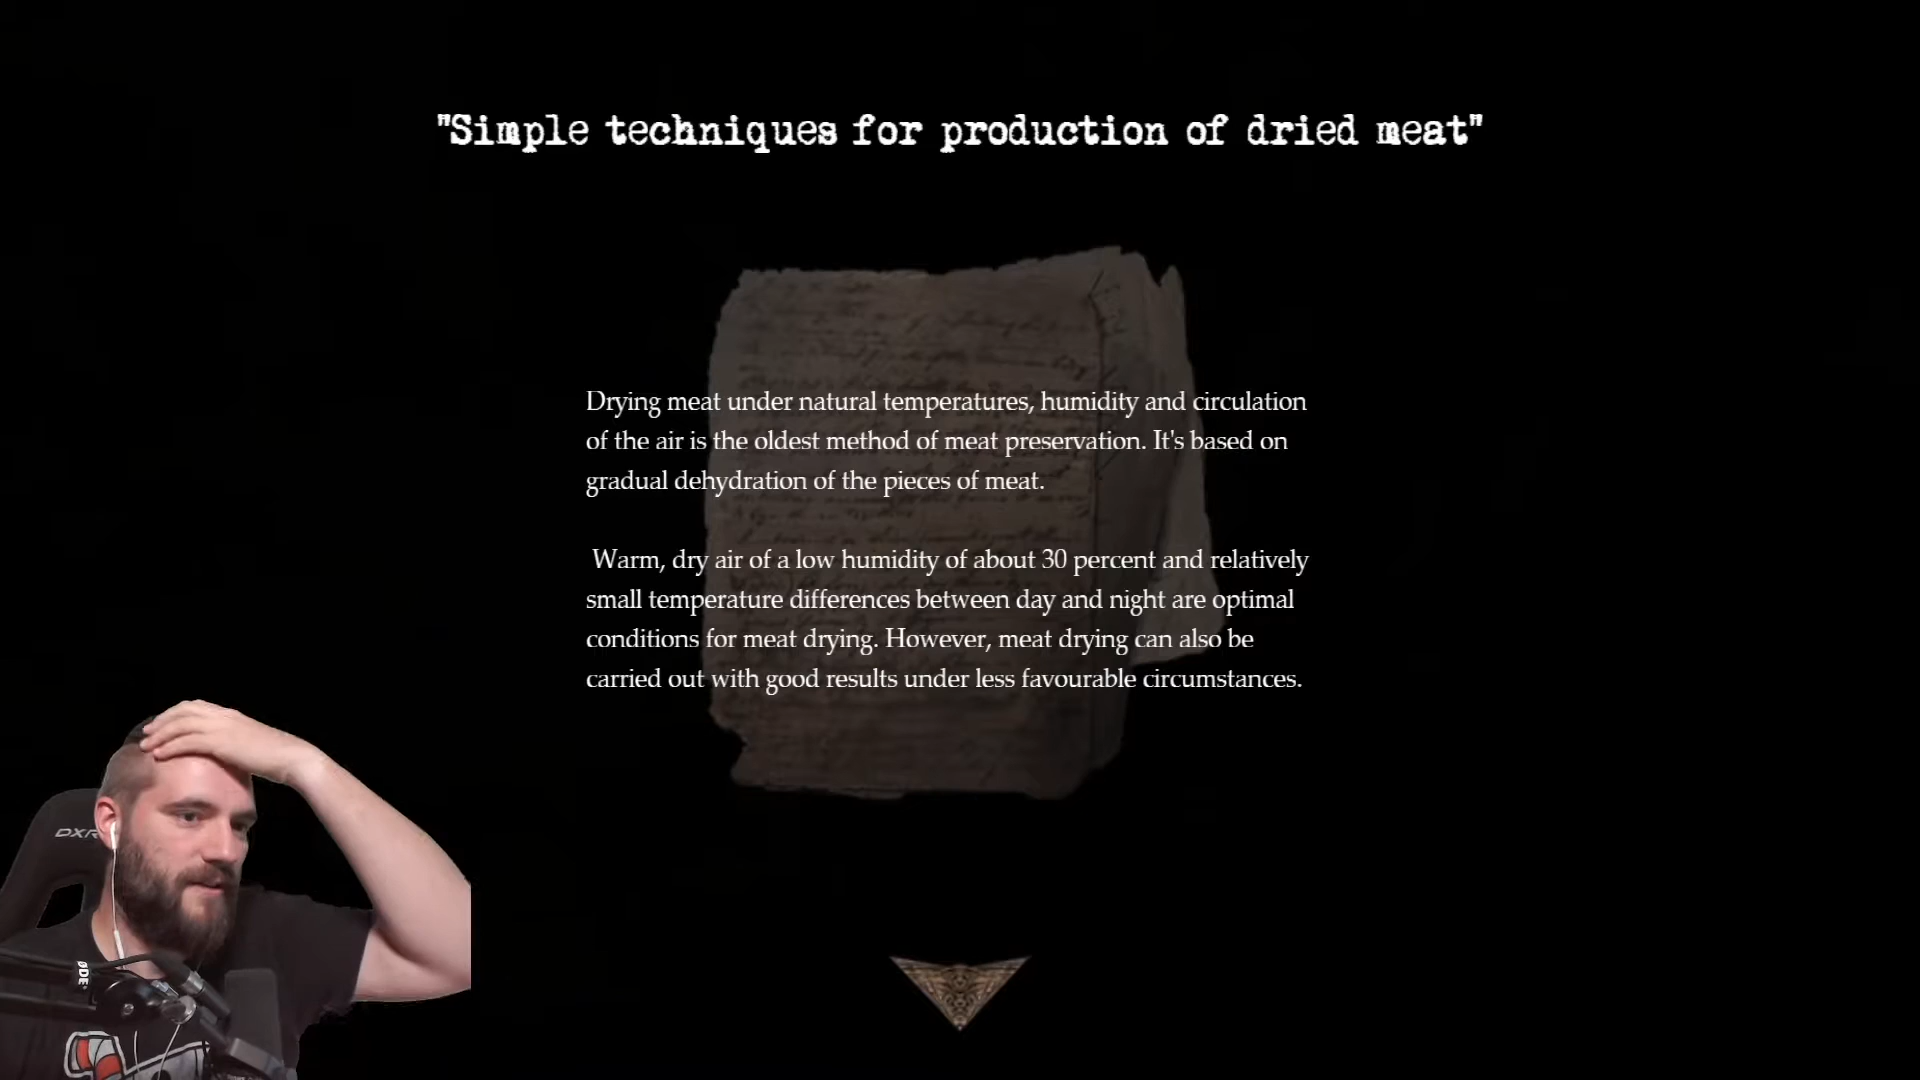 "Simple techniques for production of dried meat"
Drying meat under natural temperatures, humidity and circulation
of the air is the oldest method of meat preservation. It's based on
gradual dehydration of the pieces of meat.
Warm, dry air of a low humidity of about 30 percent and relatively
small temperature differences between day and night are optimal
conditions for meat drying. However, meat drying can also be
carried out with good results under less favourable circumstances.
DXR